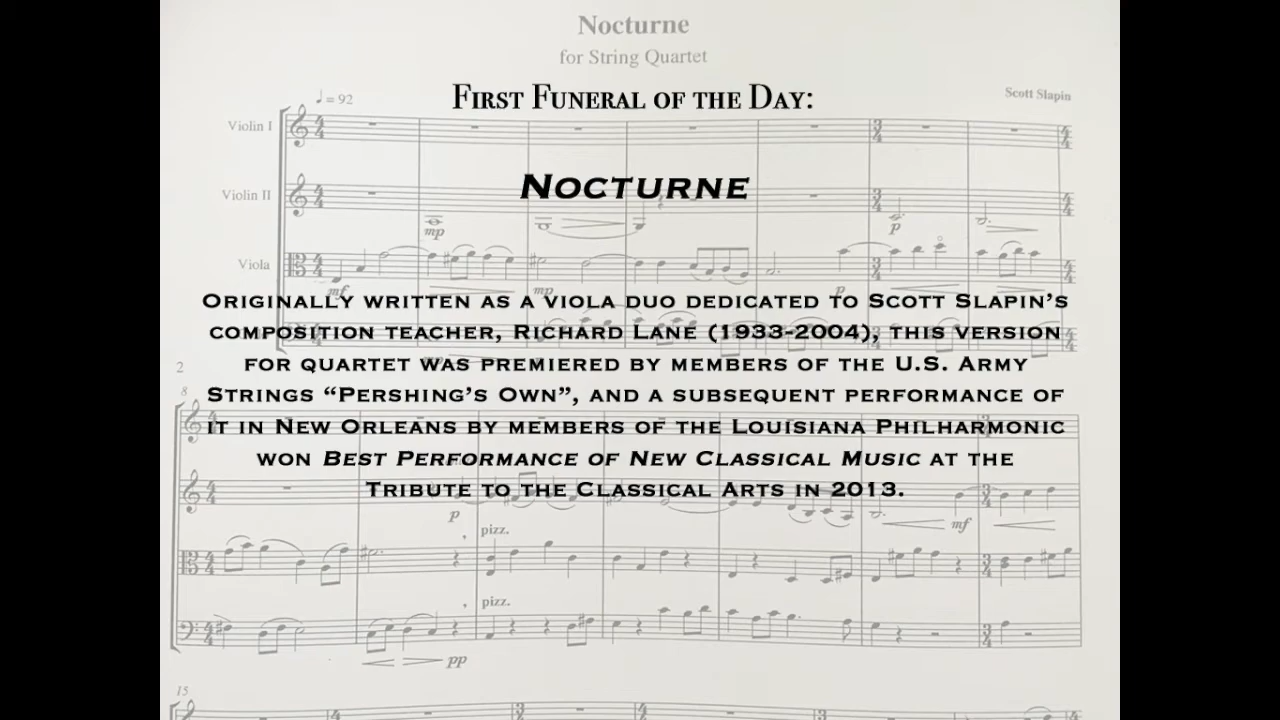 Nocturne
for String Quartet
First Funeral of the Day:
♩= 92
Scott Slapin
Violin I
Nocturne
Violin II
mp
p
Viola
mf
mp
p
Originally written as a viola duo dedicated to Scott Slapin’s
composition teacher, Richard Lane (1933-2004), this version
for quartet was premiered by members of the U.S. Army
2
Strings “Pershing’s Own”, and a subsequent performance of
8
it in New Orleans by members of the Louisiana Philharmonic
won Best Performance of New Classical Music at the
Tribute to the Classical Arts in 2013.
p
mf
pizz.
pizz.
pp
15